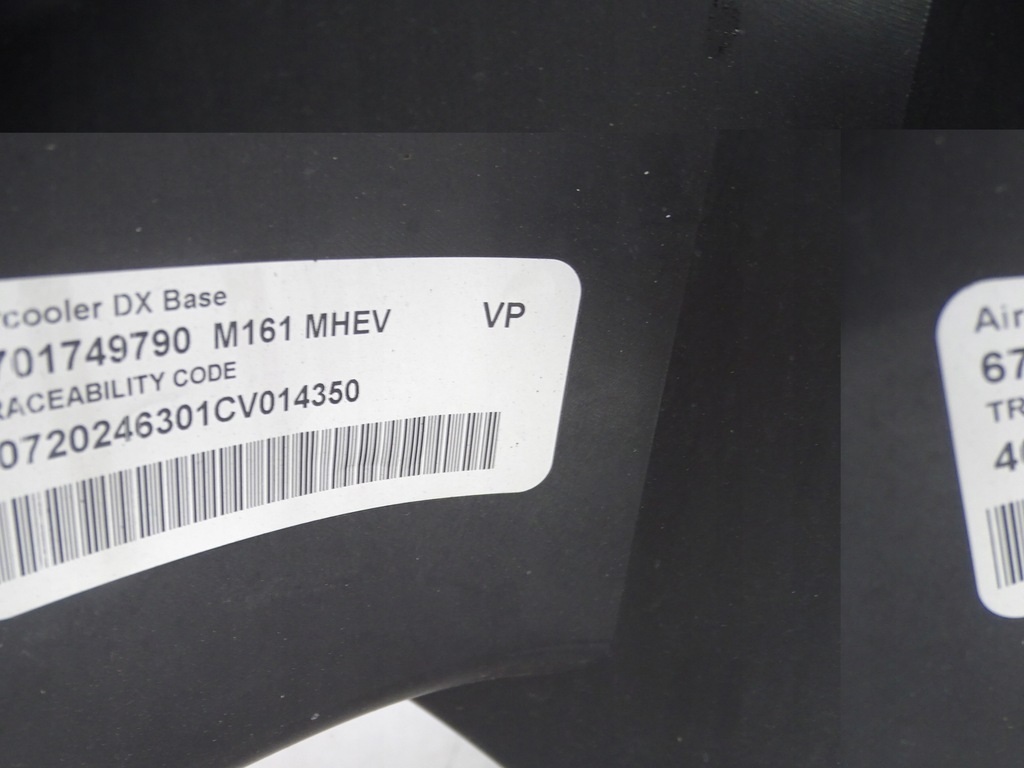 rcooler DX Base
701749790 M161 MHEV VP
RACEABILITY CODE
0720246301CV014350
Air
67
TR
40